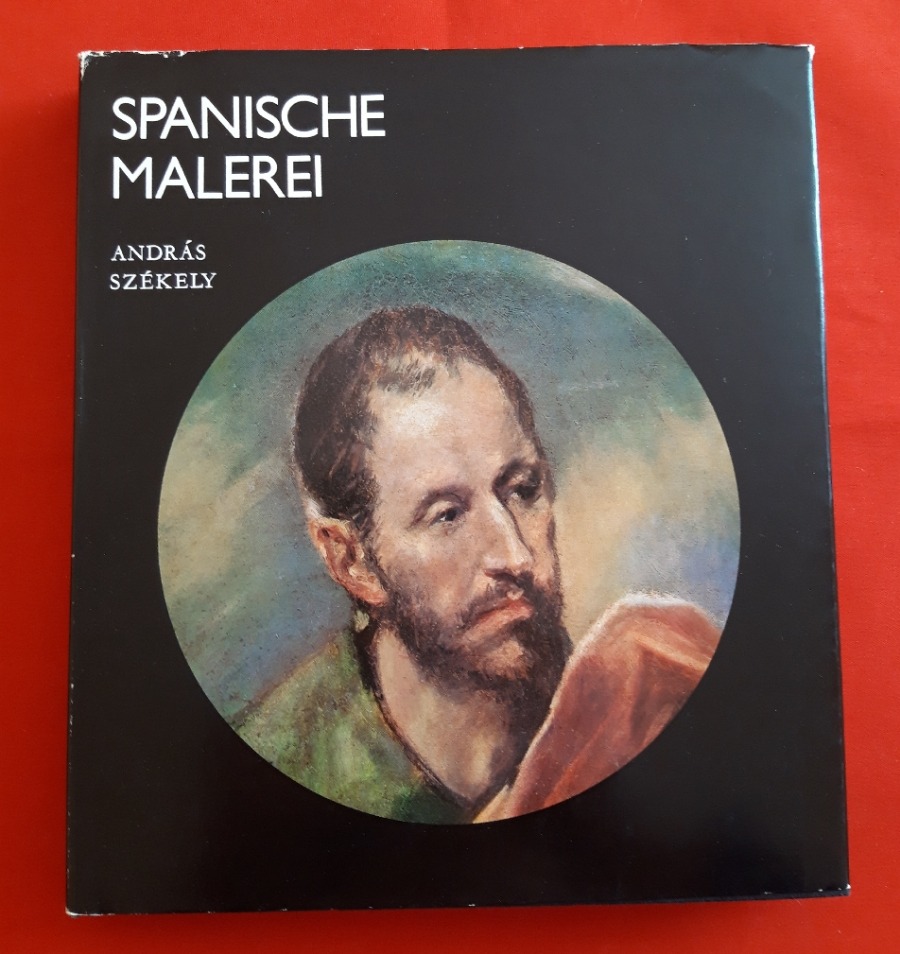 SPANISCHE
MALEREI
ANDRÁS
SZÉKELY